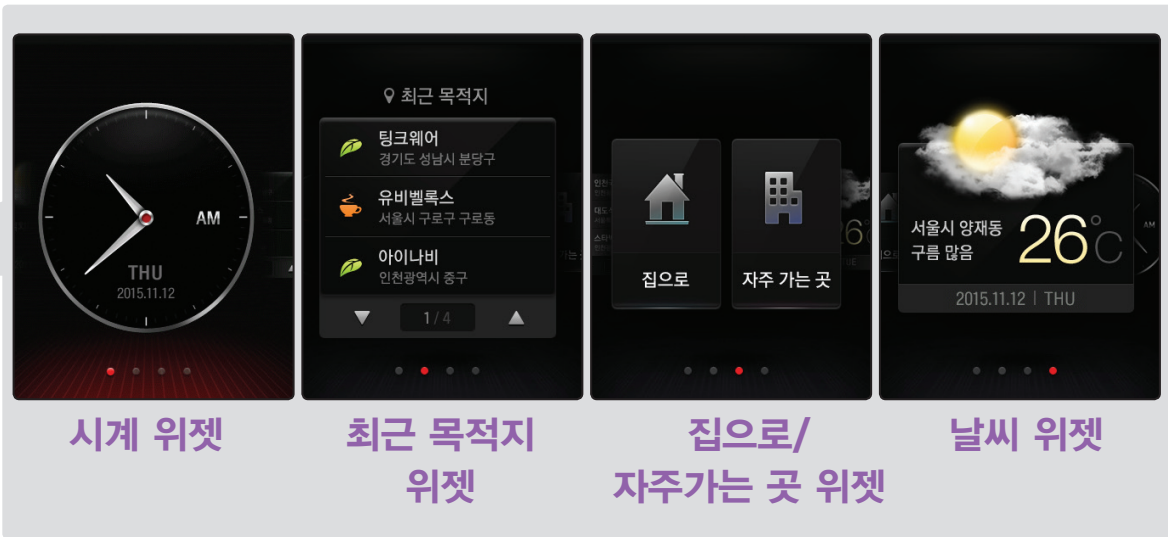 AM
THU
2015.11.12
시계 위젯
최근 목적지
팅크웨어
경기도 성남시 분당구
유비벨록스
서울시 구로구 구로동
아이나비
인천광역시 중구
1 / 4
최근 목적지
위젯
집으로
자주 가는 곳
집으로/
자주가는 곳 위젯
서울시 양재동
구름 많음
26℃
2015.11.12 | THU
날씨 위젯